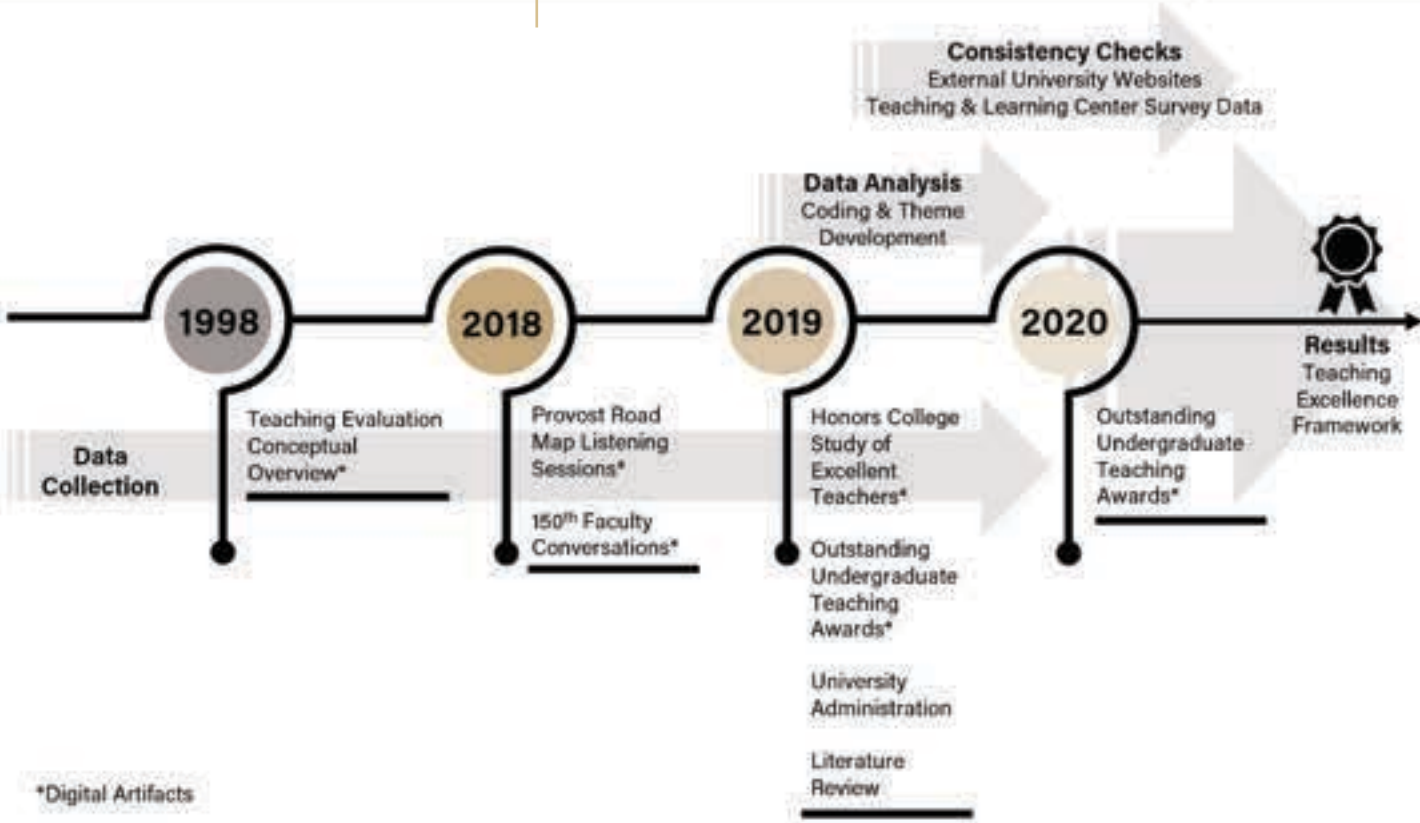 Consistency Checks
External University Websites
Teaching & Learning Center Survey Data
Data Analysis
Coding & Theme
Development
1998
2018
2019
2020
Results
Teaching
Excellence
Framework
Data
Collection
Teaching Evaluation
Conceptual
Overview*
Provost Road
Map Listening
Sessions*
150th Faculty
Conversations*
Honors College
Study of
Excellent
Teachers*
Outstanding
Undergraduate
Teaching
Awards*
University
Administration
Literature
Review
Outstanding
Undergraduate
Teaching
Awards*
*Digital Artifacts